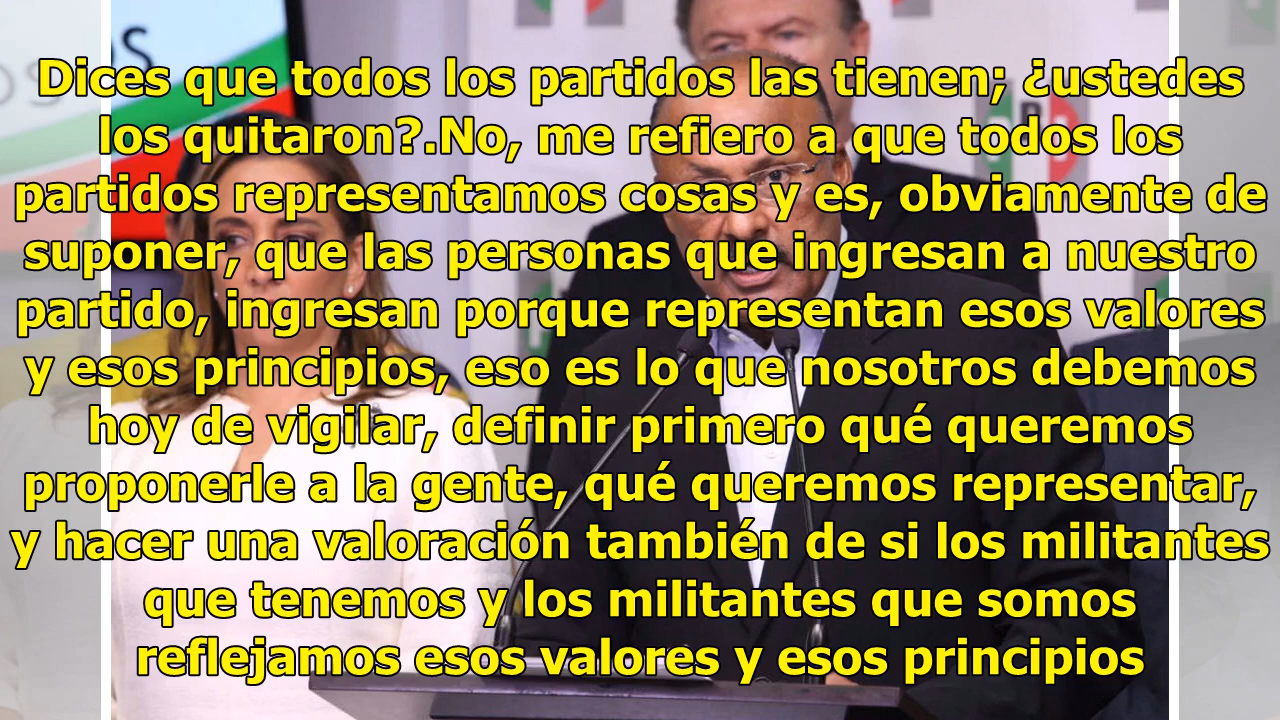 Dices que todos los partidos las tienen; ¿ustedes
los quitaron?.No, me refiero a que todos los
partidos representamos cosas y es, obviamente de
suponer, que las personas que ingresan a nuestro
partido, ingresan porque representan esos valores
y esos principios, eso es lo que nosotros debemos
hoy de vigilar, definir primero qué queremos
proponerle a la gente, qué queremos representar,
y hacer una valoración también de si los militantes
que tenemos y los militantes que somos
reflejamos esos valores y esos principios